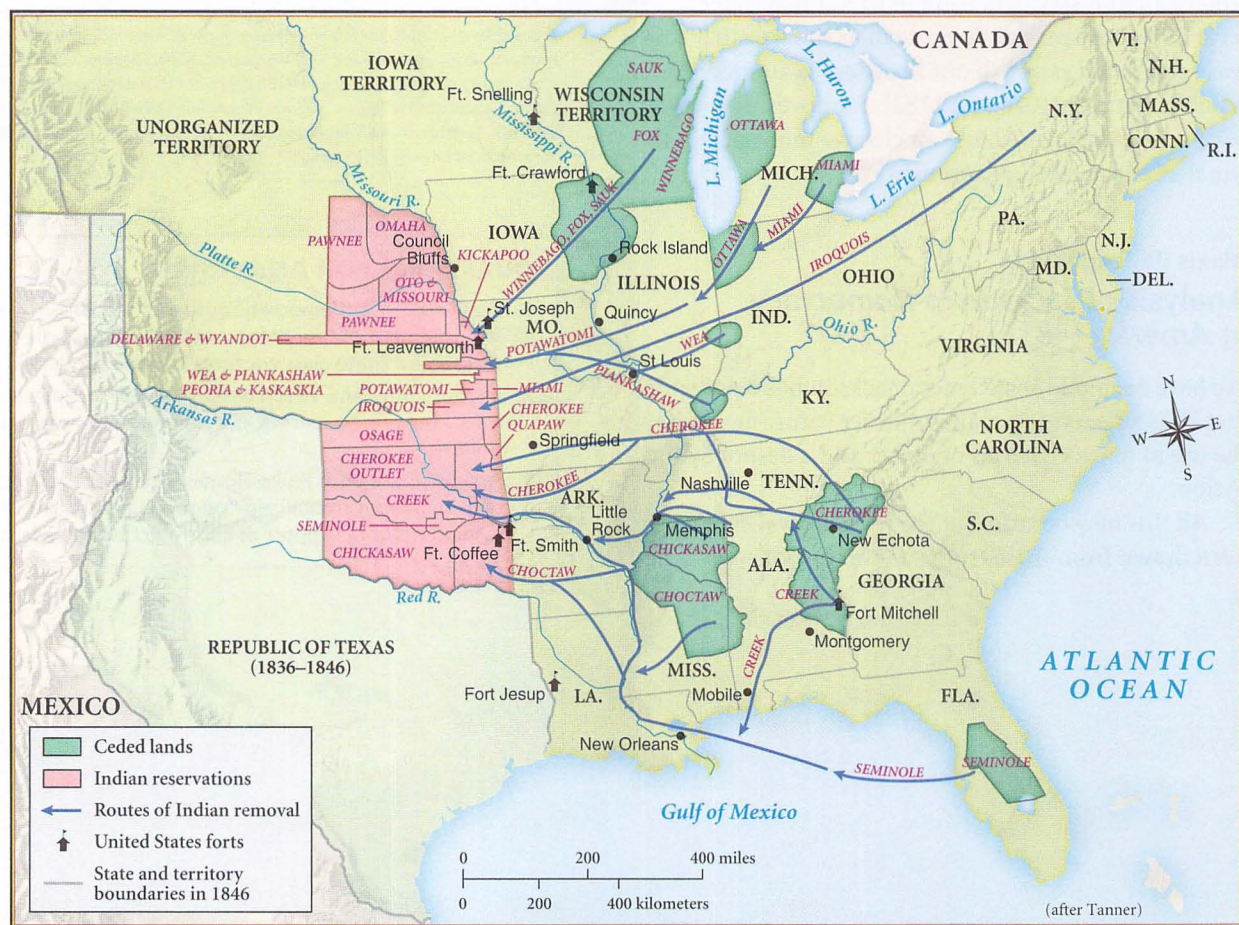 CANADA
VT.
N.H.
MASS.
CONN.
R.I.
N.Y.
L. Ontario
L. Huron
L. Michigan
L. Erie
IOWA
TERRITORY
Ft. Snelling
WISCONSIN
TERRITORY
SAUK
FOX
WINNEBAGO
OTTAWA
MICH.
MIAMI
UNORGANIZED
TERRITORY
Mississippi R.
Missouri R.
Ft. Crawford
PA.
N.J.
MD.
DEL.
OMAHA
PAWNEE
Council
Bluffs
IOWA
KICKAPOO
WINNEBAGO, FOX, SAUK
Rock Island
OTTAWA
MIAMI
IROQUOIS
OHIO
ILLINOIS
Platte R.
OTO &
MISSOURI
PAWNEE
St. Joseph
MO.
Quincy
IND.
Ohio R.
DELAWARE & WYANDOT
Ft. Leavenworth
POTAWATOMI
WEA
St Louis
PIANKASHAW
VIRGINIA
WEA & PIANKASHAW
PEORIA & KASKASKIA
POTAWATOMI
MIAMI
IROQUOIS
KY.
Arkansas R.
CHEROKEE
QUAPAW
OSAGE
Springfield
CHEROKEE
NORTH
CAROLINA
N
W
E
S
CHEROKEE
OUTLET
CHEROKEE
Nashville
TENN.
CREEK
ARK.
Little
Rock
Memphis
CHEROKEE
New Echota
S.C.
SEMINOLE
CHICKASAW
Ft. Coffee
Ft. Smith
CHICKASAW
ALA.
GEORGIA
CHOCTAW
CHOCTAW
CREEK
Fort Mitchell
Red R.
Montgomery
REPUBLIC OF TEXAS
(1836–1846)
MISS.
CREEK
ATLANTIC
OCEAN
Fort Jesup
LA.
Mobile
FLA.
MEXICO
New Orleans
SEMINOLE
SEMINOLE
Gulf of Mexico
Ceded lands
Indian reservations
Routes of Indian removal
United States forts
State and territory
boundaries in 1846
0 200 400 miles
0 200 400 kilometers
(after Tanner)